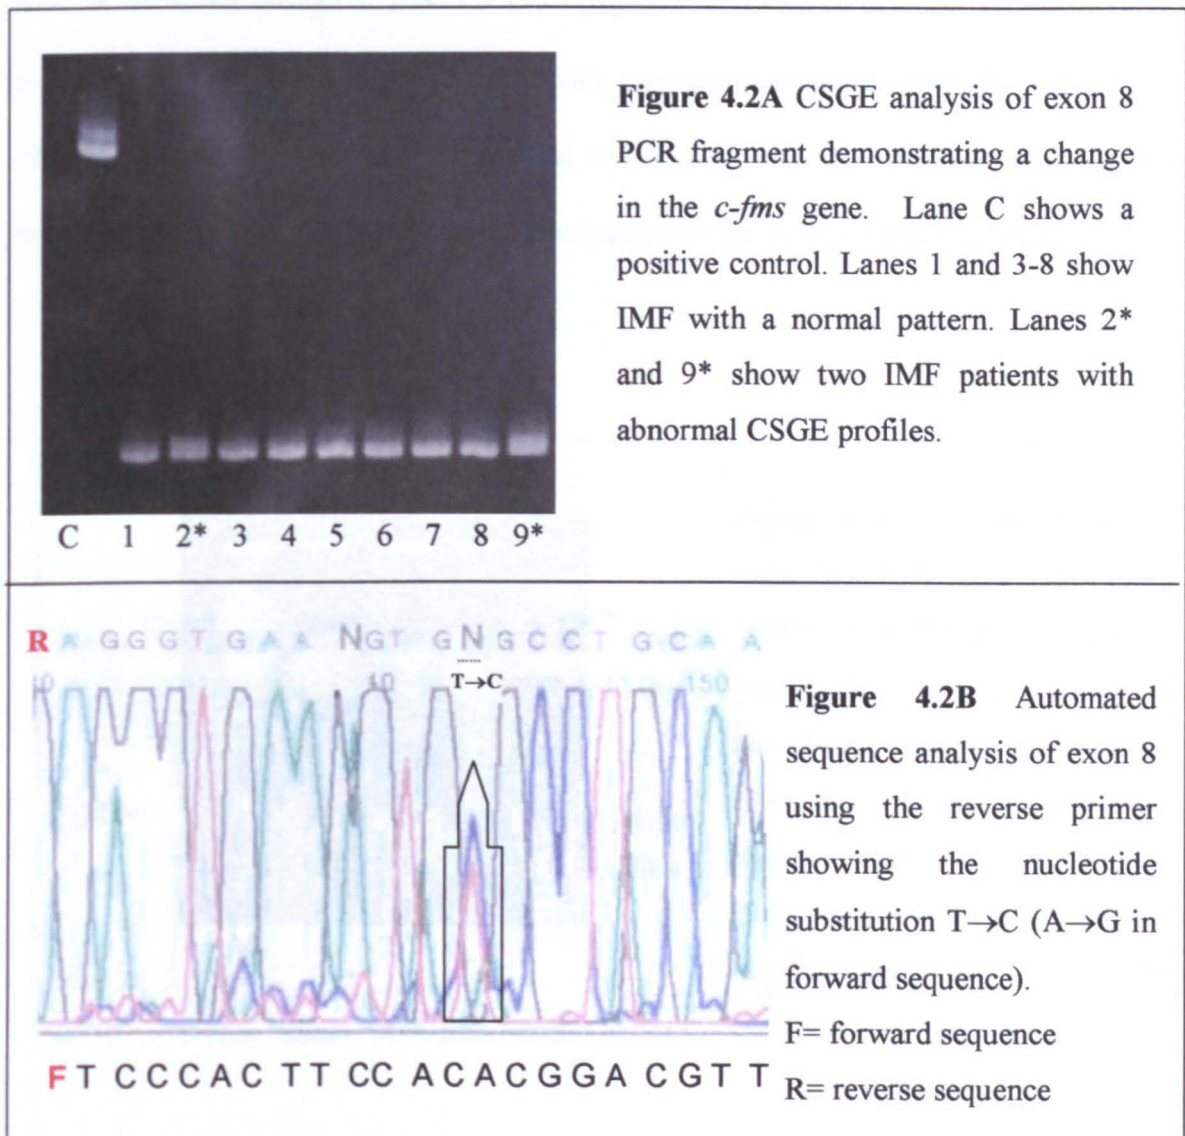 Figure 4.2A CSGE analysis of exon 8
PCR fragment demonstrating a change
in the c-fms gene. Lane C shows a
positive control. Lanes 1 and 3-8 show
IMF with a normal pattern. Lanes 2*
and 9* show two IMF patients with
abnormal CSGE profiles.
C 1 2* 3 4 5 6 7 8 9*
R A G G G T G A A N G T G N G C C T G C A A
T→C 150
Figure 4.2B Automated
sequence analysis of exon 8
using the reverse primer
showing the nucleotide
substitution T→C (A→G in
forward sequence).
F= forward sequence
R= reverse sequence
F T C C C A C T T C C A C A C G G A C G T T